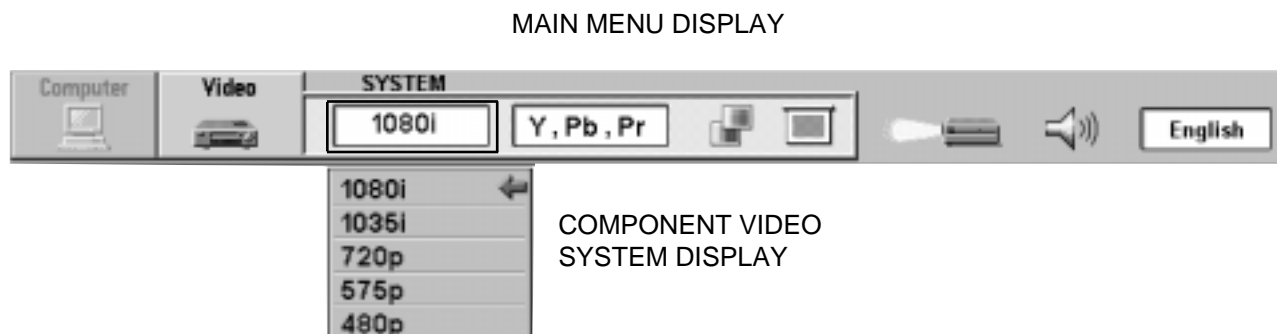 MAIN MENU DISPLAY
Computer Video SYSTEM
1080i Y , Pb , Pr English
1080i
1035i
720p
575p
480p
COMPONENT VIDEO
SYSTEM DISPLAY